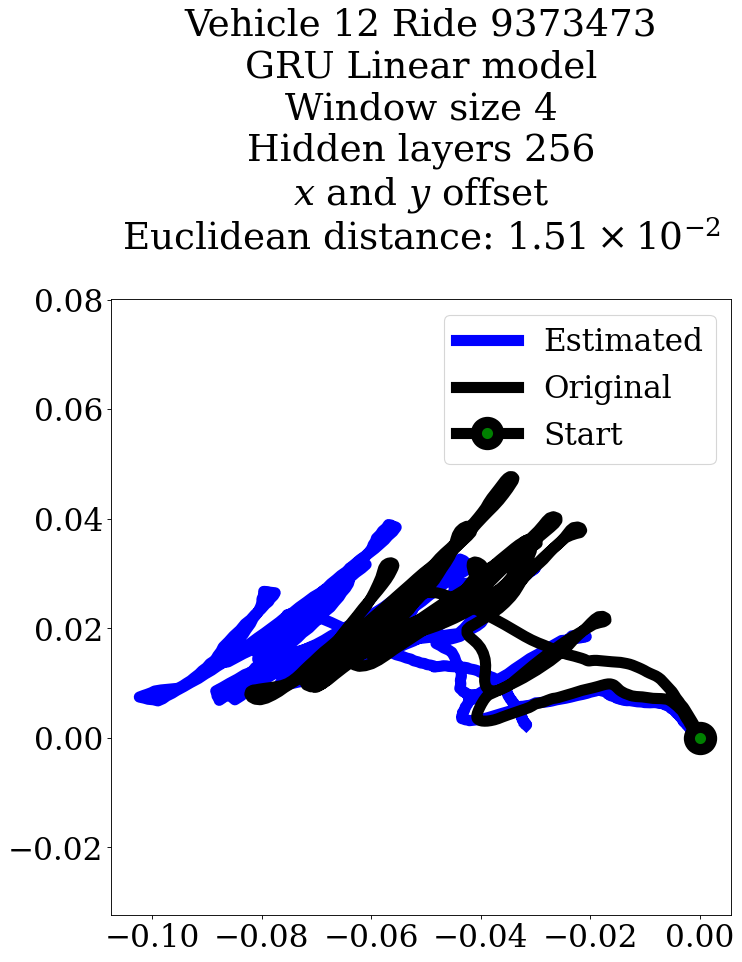 Vehicle 12 Ride 9373473
GRU Linear model
Window size 4
Hidden layers 256
x and y offset
Euclidean distance: 1.51 × 10⁻²
0.08
0.06
0.04
0.02
0.00
−0.02
Estimated
Original
Start
−0.10 −0.08 −0.06 −0.04 −0.02 0.00